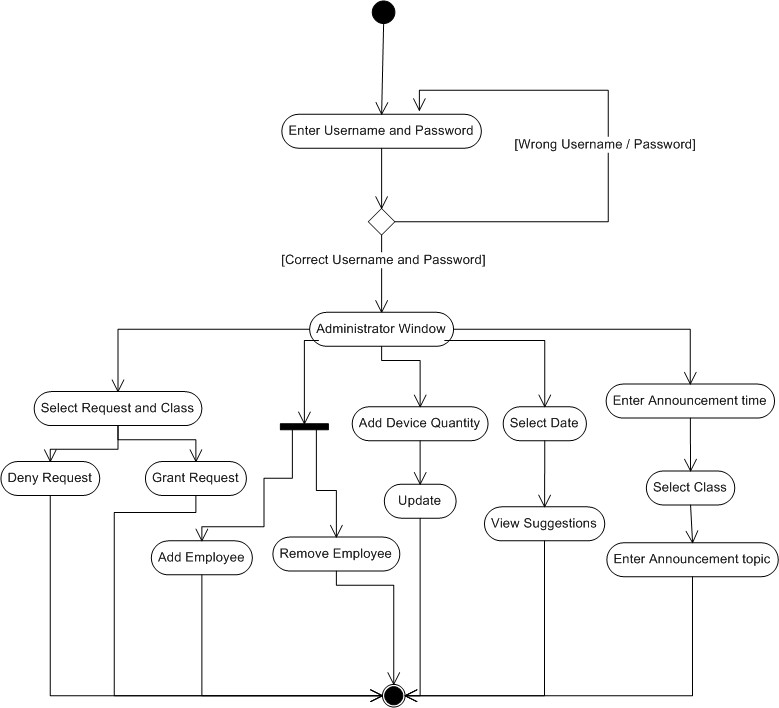 Enter Username and Password
[Wrong Username / Password]
[Correct Username and Password]
Administrator Window
Select Request and Class
Enter Announcement time
Add Device Quantity
Select Date
Deny Request
Grant Request
Select Class
Update
View Suggestions
Add Employee
Remove Employee
Enter Announcement topic